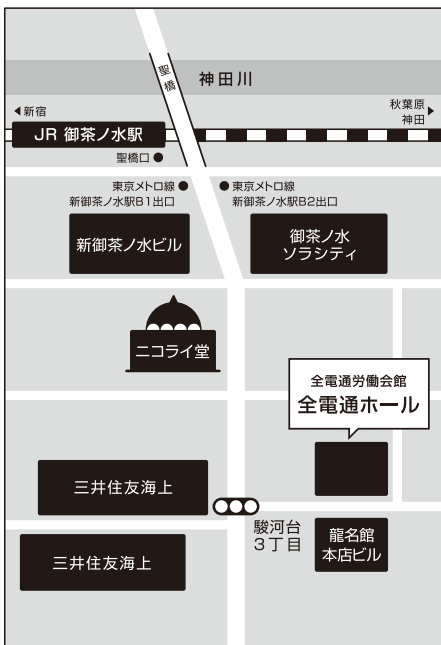 聖橋
神田川
◀新宿
秋葉原
神田▶
JR 御茶ノ水駅
聖橋口●
東京メトロ線●
新御茶ノ水駅B1出口
●東京メトロ線
新御茶ノ水駅B2出口
新御茶ノ水ビル
御茶ノ水
ソラシティ
ニコライ堂
全電通労働会館
全電通ホール
三井住友海上
駿河台
3丁目
龍名館
本店ビル
三井住友海上